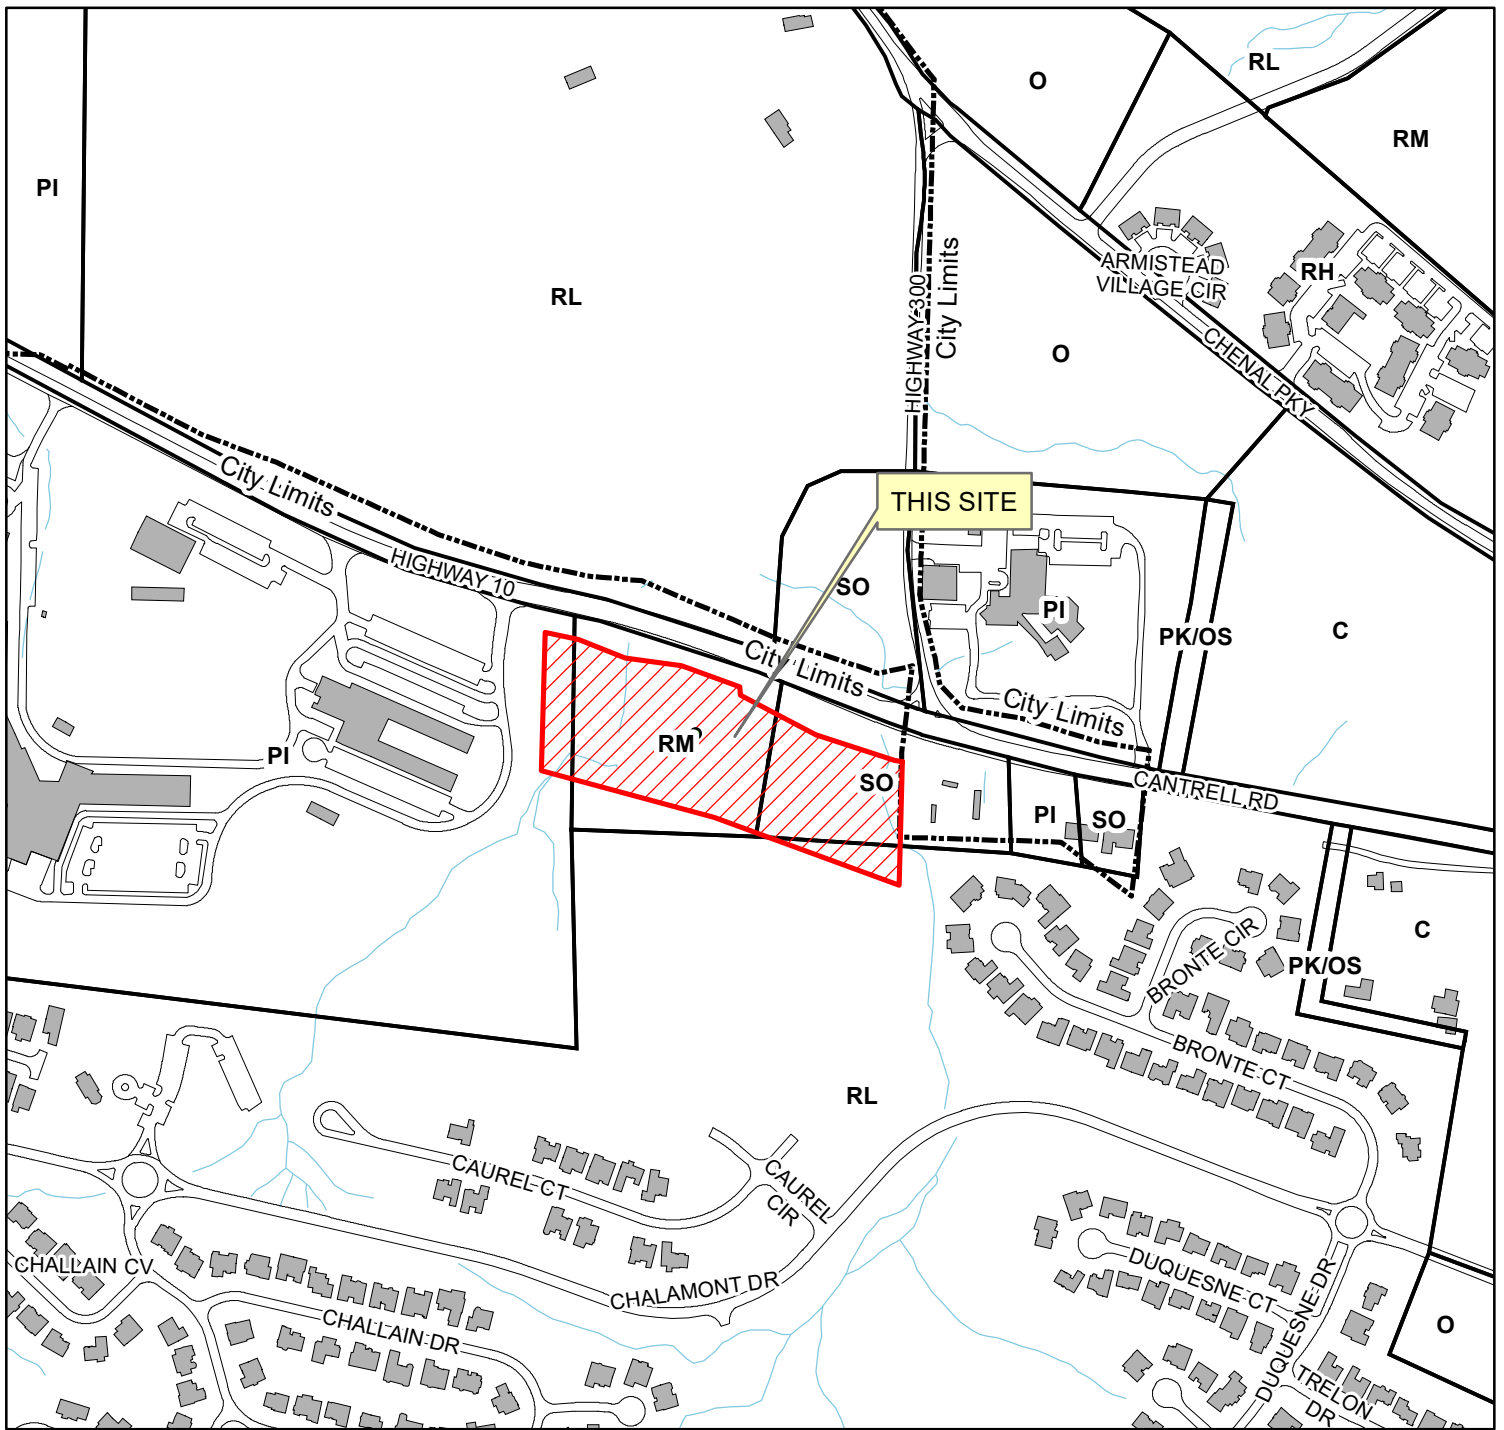 RL
O
RM
PI
City Limits
ARMISTEAD
VILLAGE CIR
RH
RL
HIGHWAY 300
O
CHENAL PKY
City Limits
THIS SITE
HIGHWAY 10
SO
PI
PK/OS
C
City Limits
City Limits
RM
PI
SO
CANTRELL RD
PI
SO
C
BRONTE CIR
PK/OS
BRONTE CT
RL
CAUREL CT
CAUREL
CIR
CHALLAIN CV
CHALAMONT DR
DUQUESNE CT
DUQUESNE DR
CHALLAIN DR
O
TRELON
DR